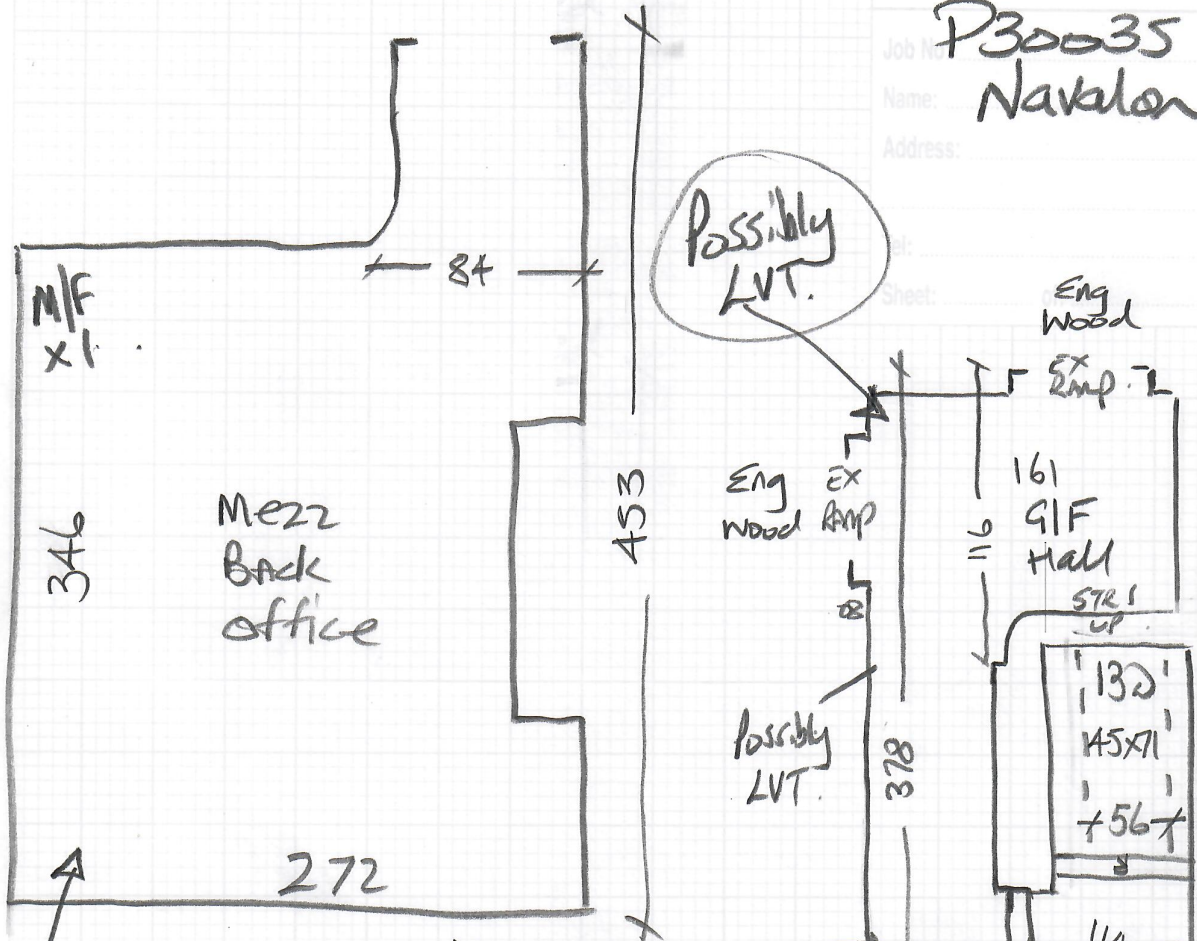 P30035
Navalon
Job No
Name:
Address:
Tel:
Sheet:
84
M/F
x1.
Possibly
LVT.
Eng
Wood
EX
Ramp.
453
346
Mezz
Back
office
Eng
Wood
EX
Ramp
116
161
G/F
Hall
STRS
UP
13D
145x71
56
Possibly
LVT.
378
272